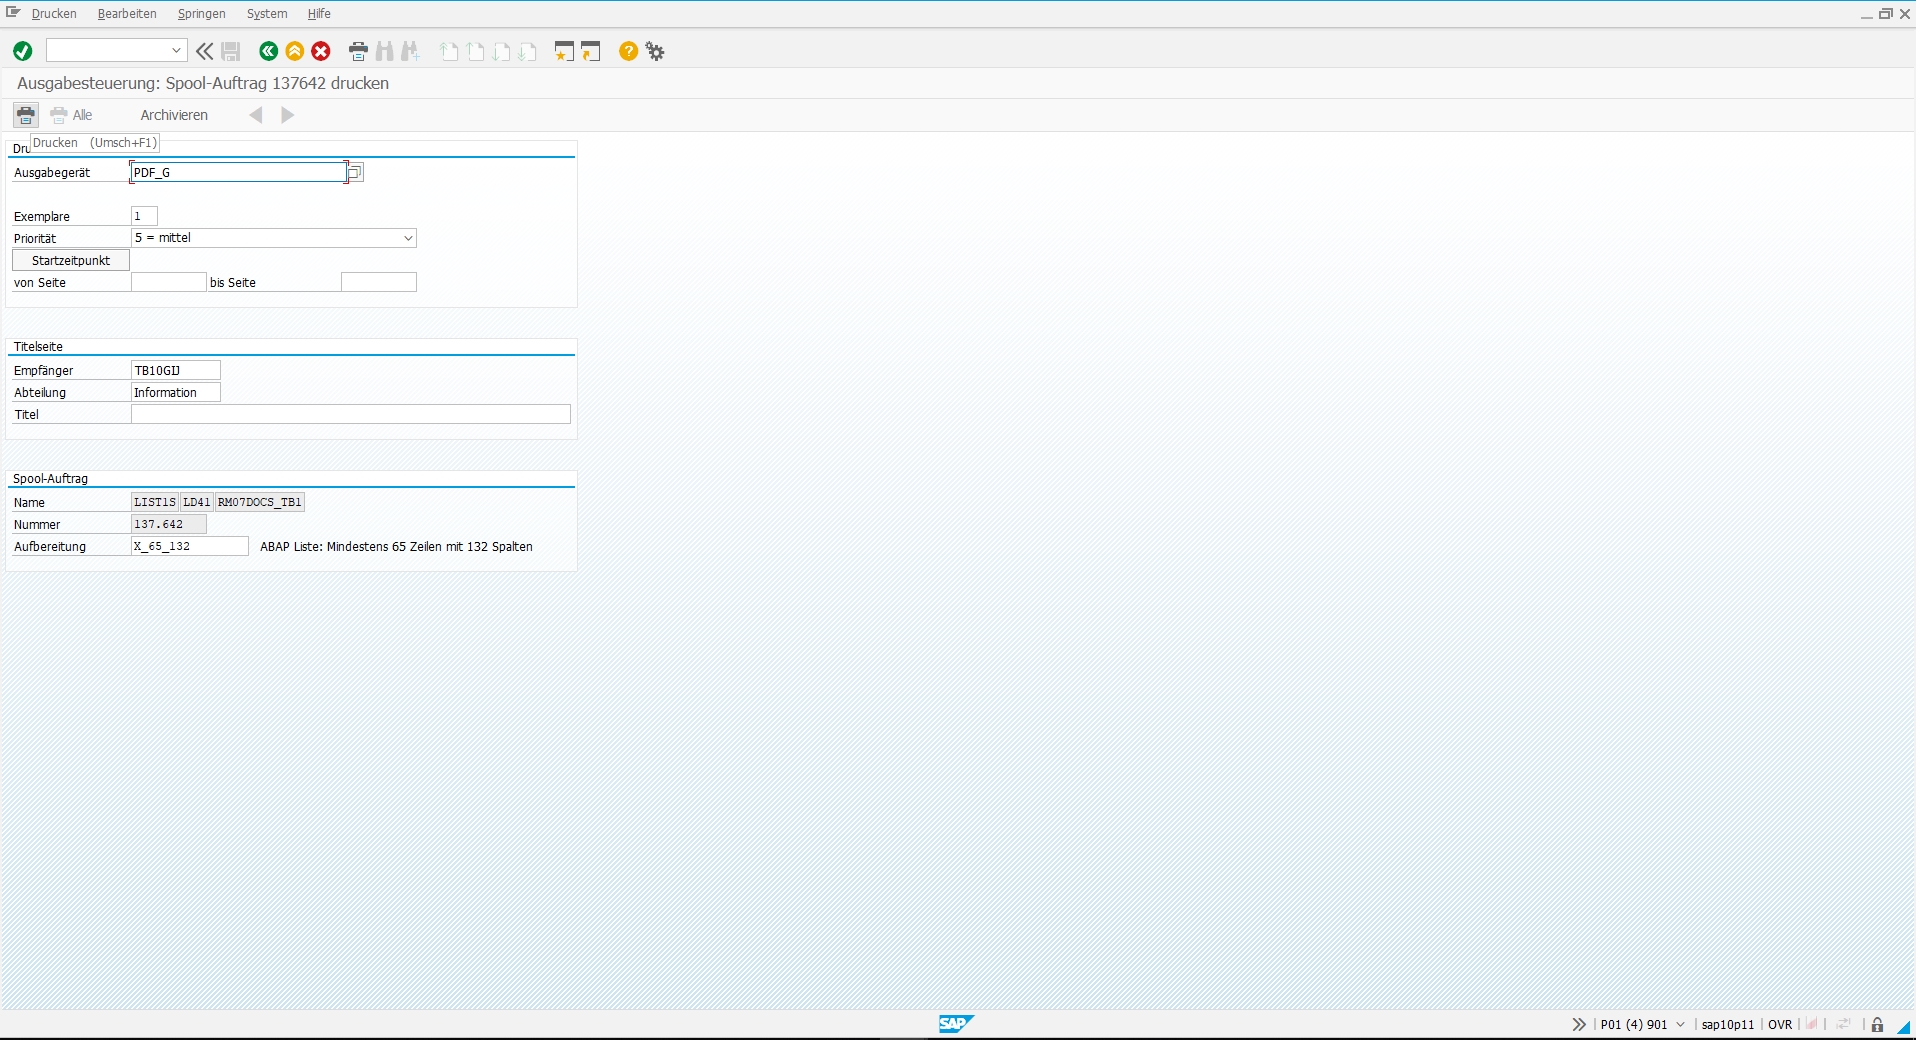 Drucken Bearbeiten Springen System Hilfe
Ausgabesteuerung: Spool-Auftrag 137642 drucken
Alle Archivieren
Drucken (Umsch+F1)
Dru
Ausgabegerät PDF_G
Exemplare 1
Priorität 5 = mittel
Startzeitpunkt
von Seite bis Seite
Titelseite
Empfänger TB10GIJ
Abteilung Information
Titel
Spool-Auftrag
Name LIST1S LD41 RM07DOCS_TB1
Nummer 137.642
Aufbereitung X_65_132 ABAP Liste: Mindestens 65 Zeilen mit 132 Spalten
SAP P01 (4) 901 sap10p11 OVR